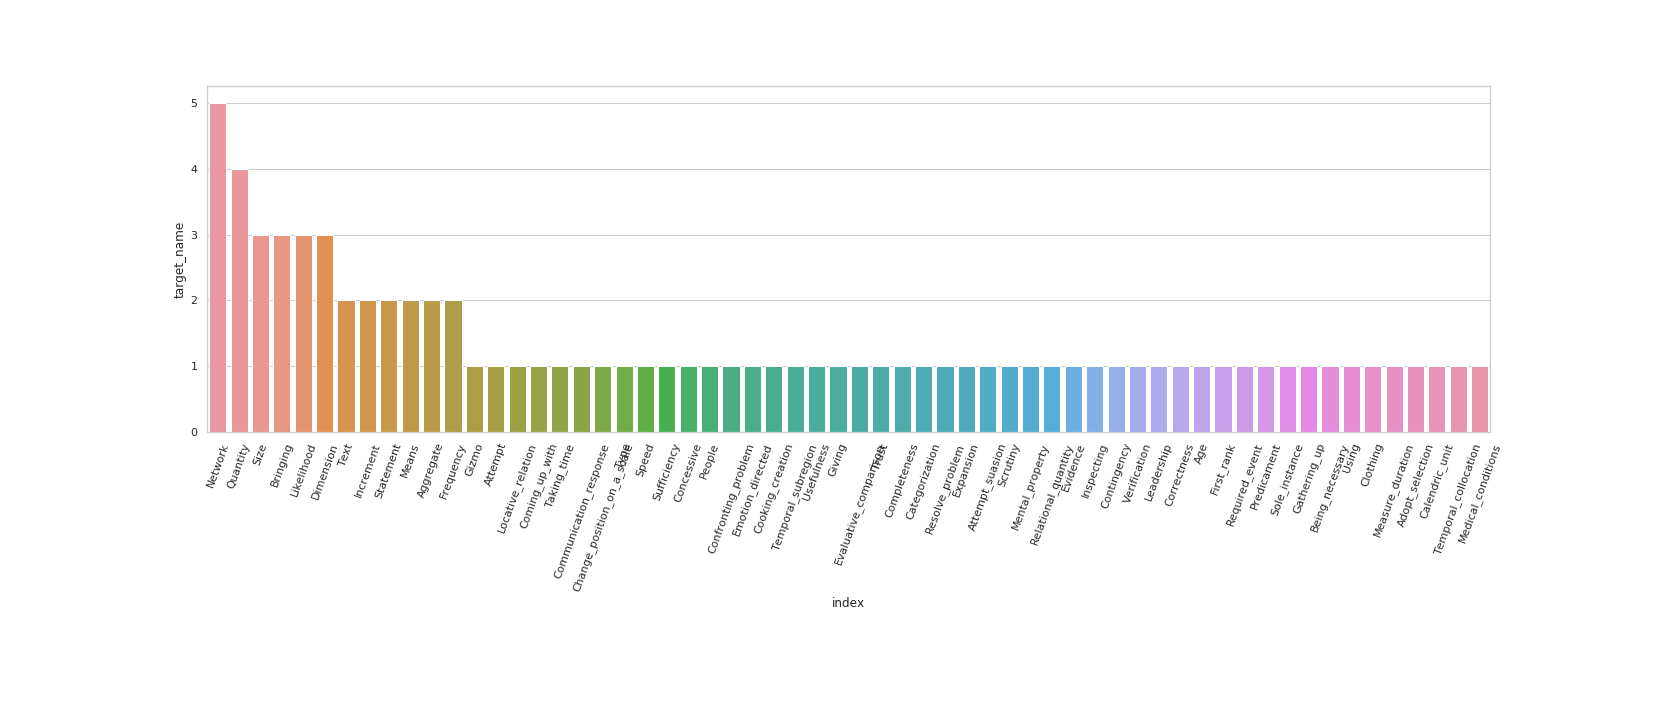 5
4
3
2
1
0
target_name
Network
Quantity
Size
Bringing
Likelihood
Dimension
Text
Increment
Statement
Means
Aggregate
Frequency
Gizmo
Attempt
Locative_relation
Coming_up_with
Taking_time
Communication_response
Change_position_on_a_scale
Type
Speed
Sufficiency
Concessive
People
Confronting_problem
Emotion_directed
Cooking_creation
Temporal_subregion
Usefulness
Giving
Evaluative_comparison
Trust
Completeness
Categorization
Resolve_problem
Expansion
Attempt_suasion
Scrutiny
Mental_property
Relational_quantity
Evidence
Inspecting
Contingency
Verification
Leadership
Correctness
Age
First_rank
Required_event
Predicament
Sole_instance
Gathering_up
Being_necessary
Using
Clothing
Measure_duration
Adopt_selection
Calendric_unit
Temporal_collocation
Medical_conditions
index